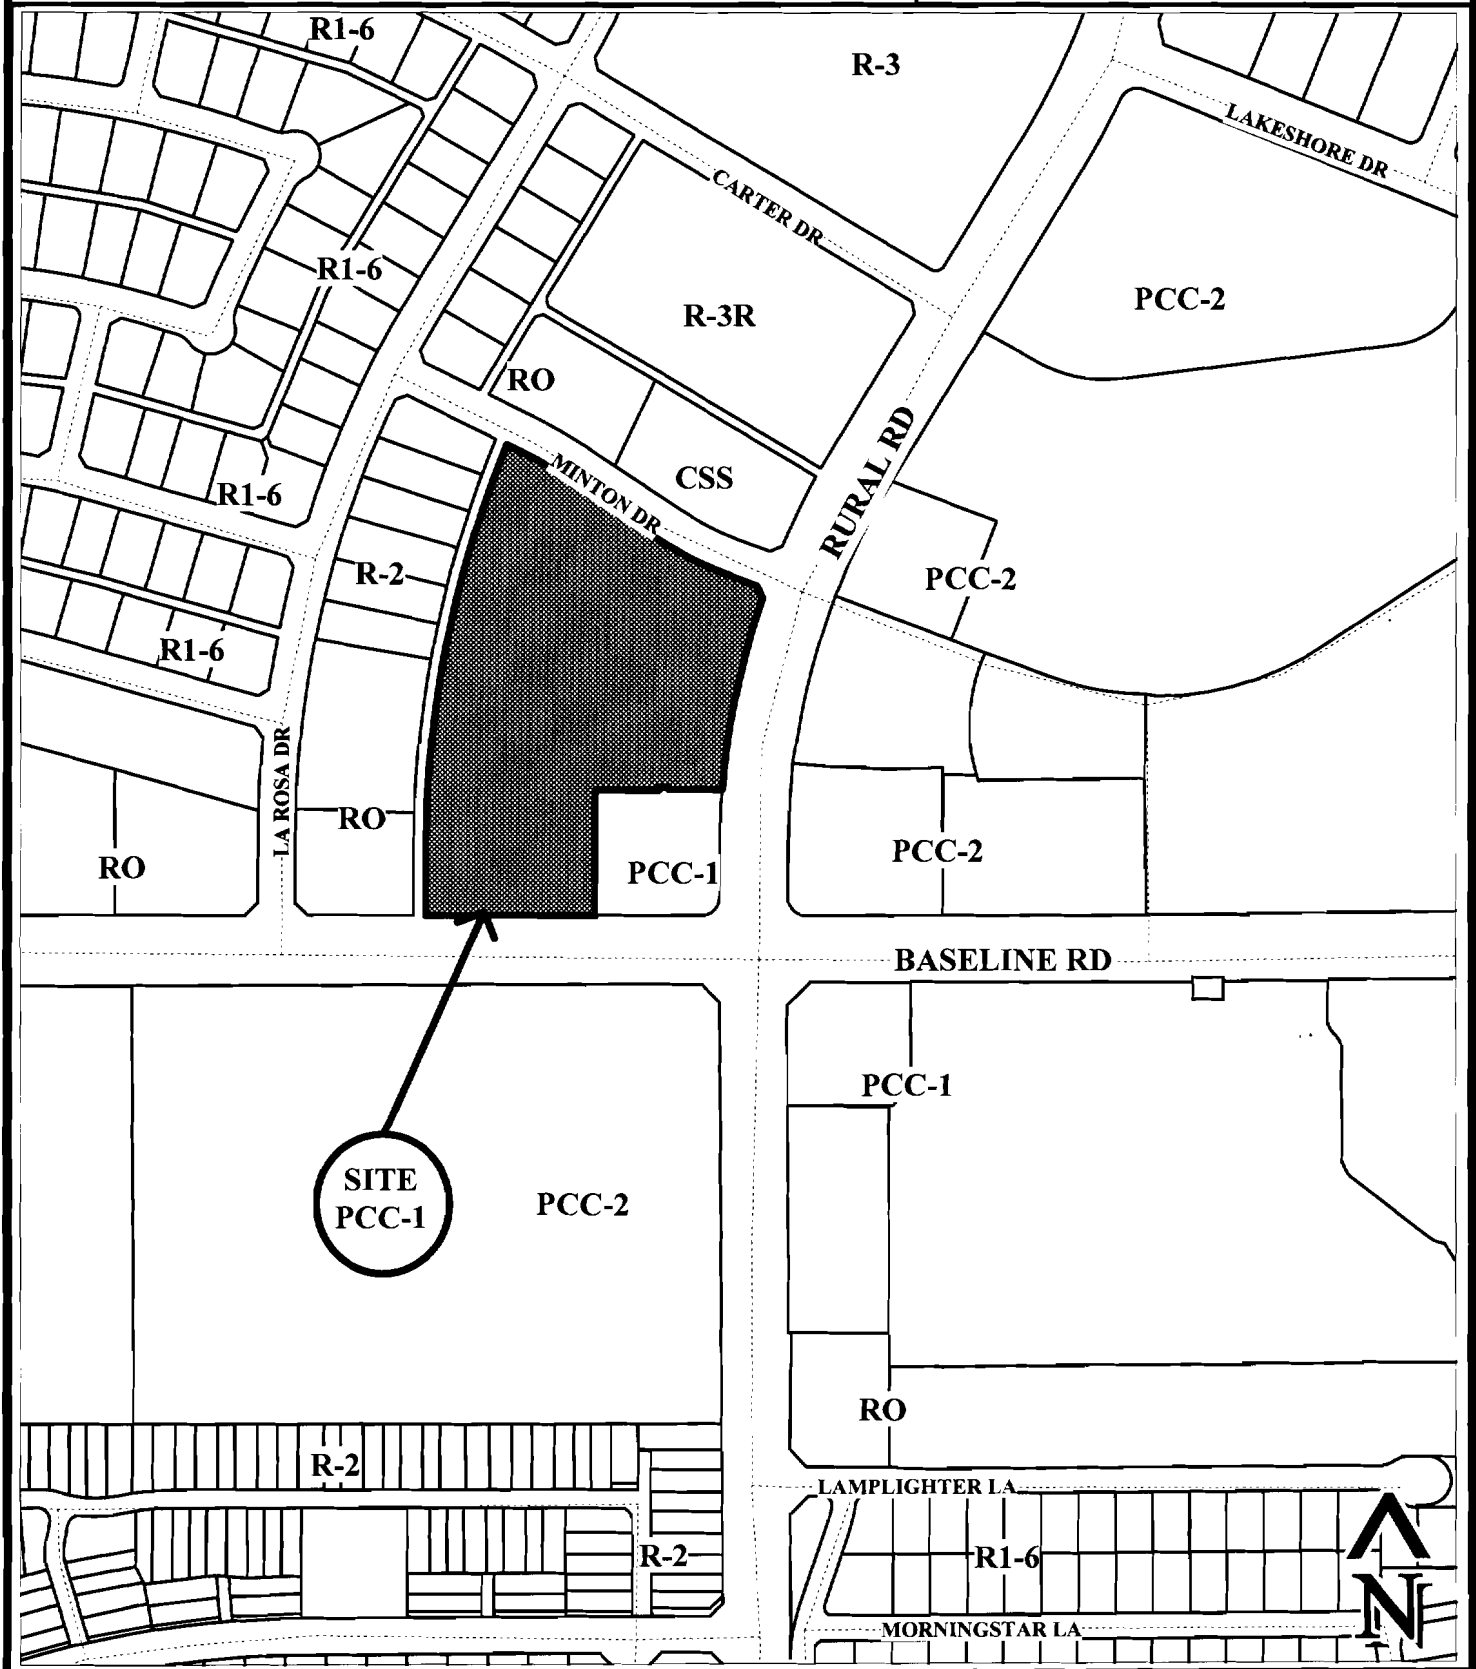 R1-6
R-3
LAKESHORE DR
CARTER DR
R1-6
PCC-2
R-3R
RO
RURAL RD
CSS
MINTON DR
R1-6
R-2
PCC-2
R1-6
LA ROSA DR
RO
PCC-2
RO
PCC-1
BASELINE RD
PCC-1
SITE
PCC-1
PCC-2
RO
R-2
LAMPLIGHTER LA
R-2
R1-6
N
MORNINGSTAR LA